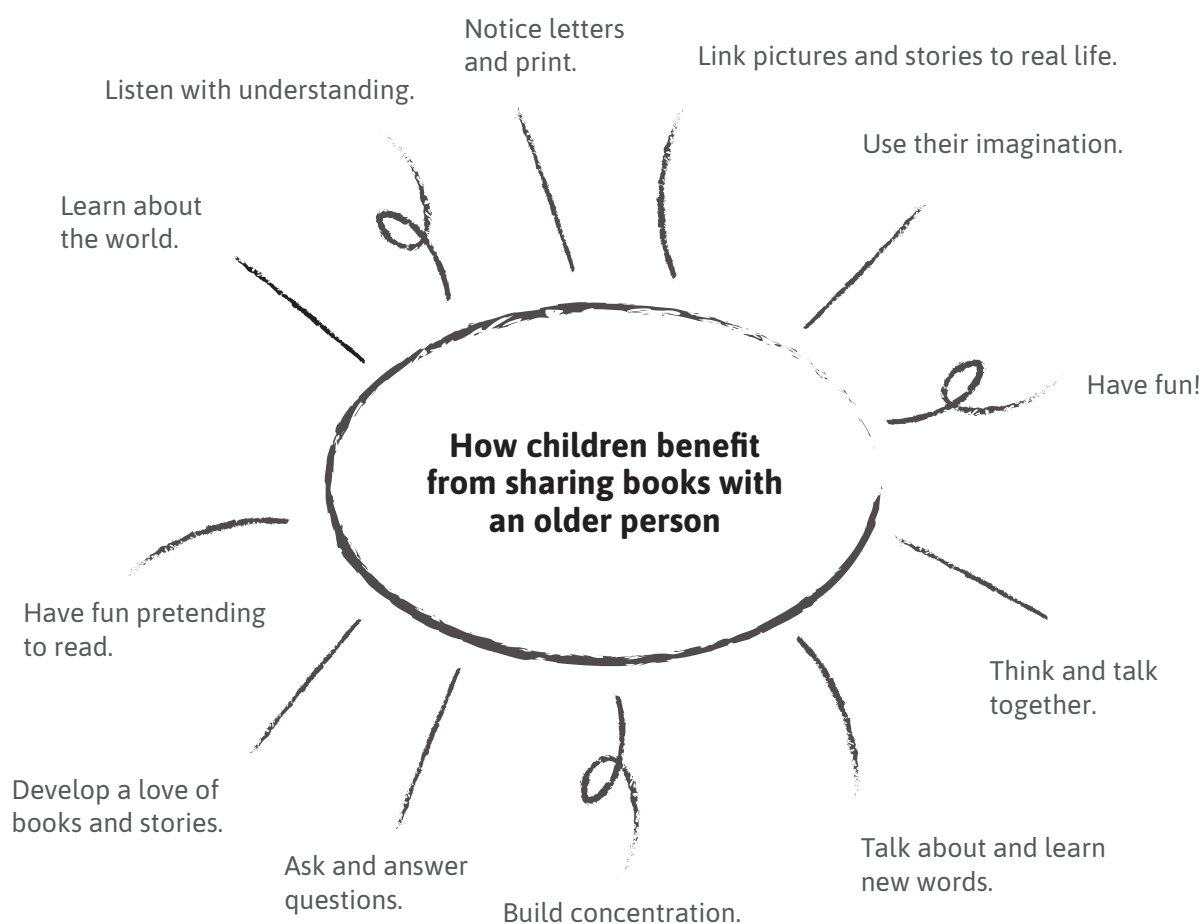 Notice letters
and print.
Link pictures and stories to real life.
Listen with understanding.
Use their imagination.
Learn about
the world.
Have fun!
How children benefit
from sharing books with
an older person
Have fun pretending
to read.
Think and talk
together.
Develop a love of
books and stories.
Talk about and learn
new words.
Ask and answer
questions.
Build concentration.